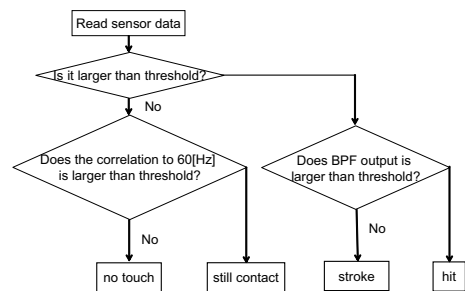 Read sensor data
Is it larger than threshold?
No
Does the correlation to 60[Hz]
is larger than threshold?
Does BPF output is
larger than threshold?
No
No
no touch
still contact
stroke
hit